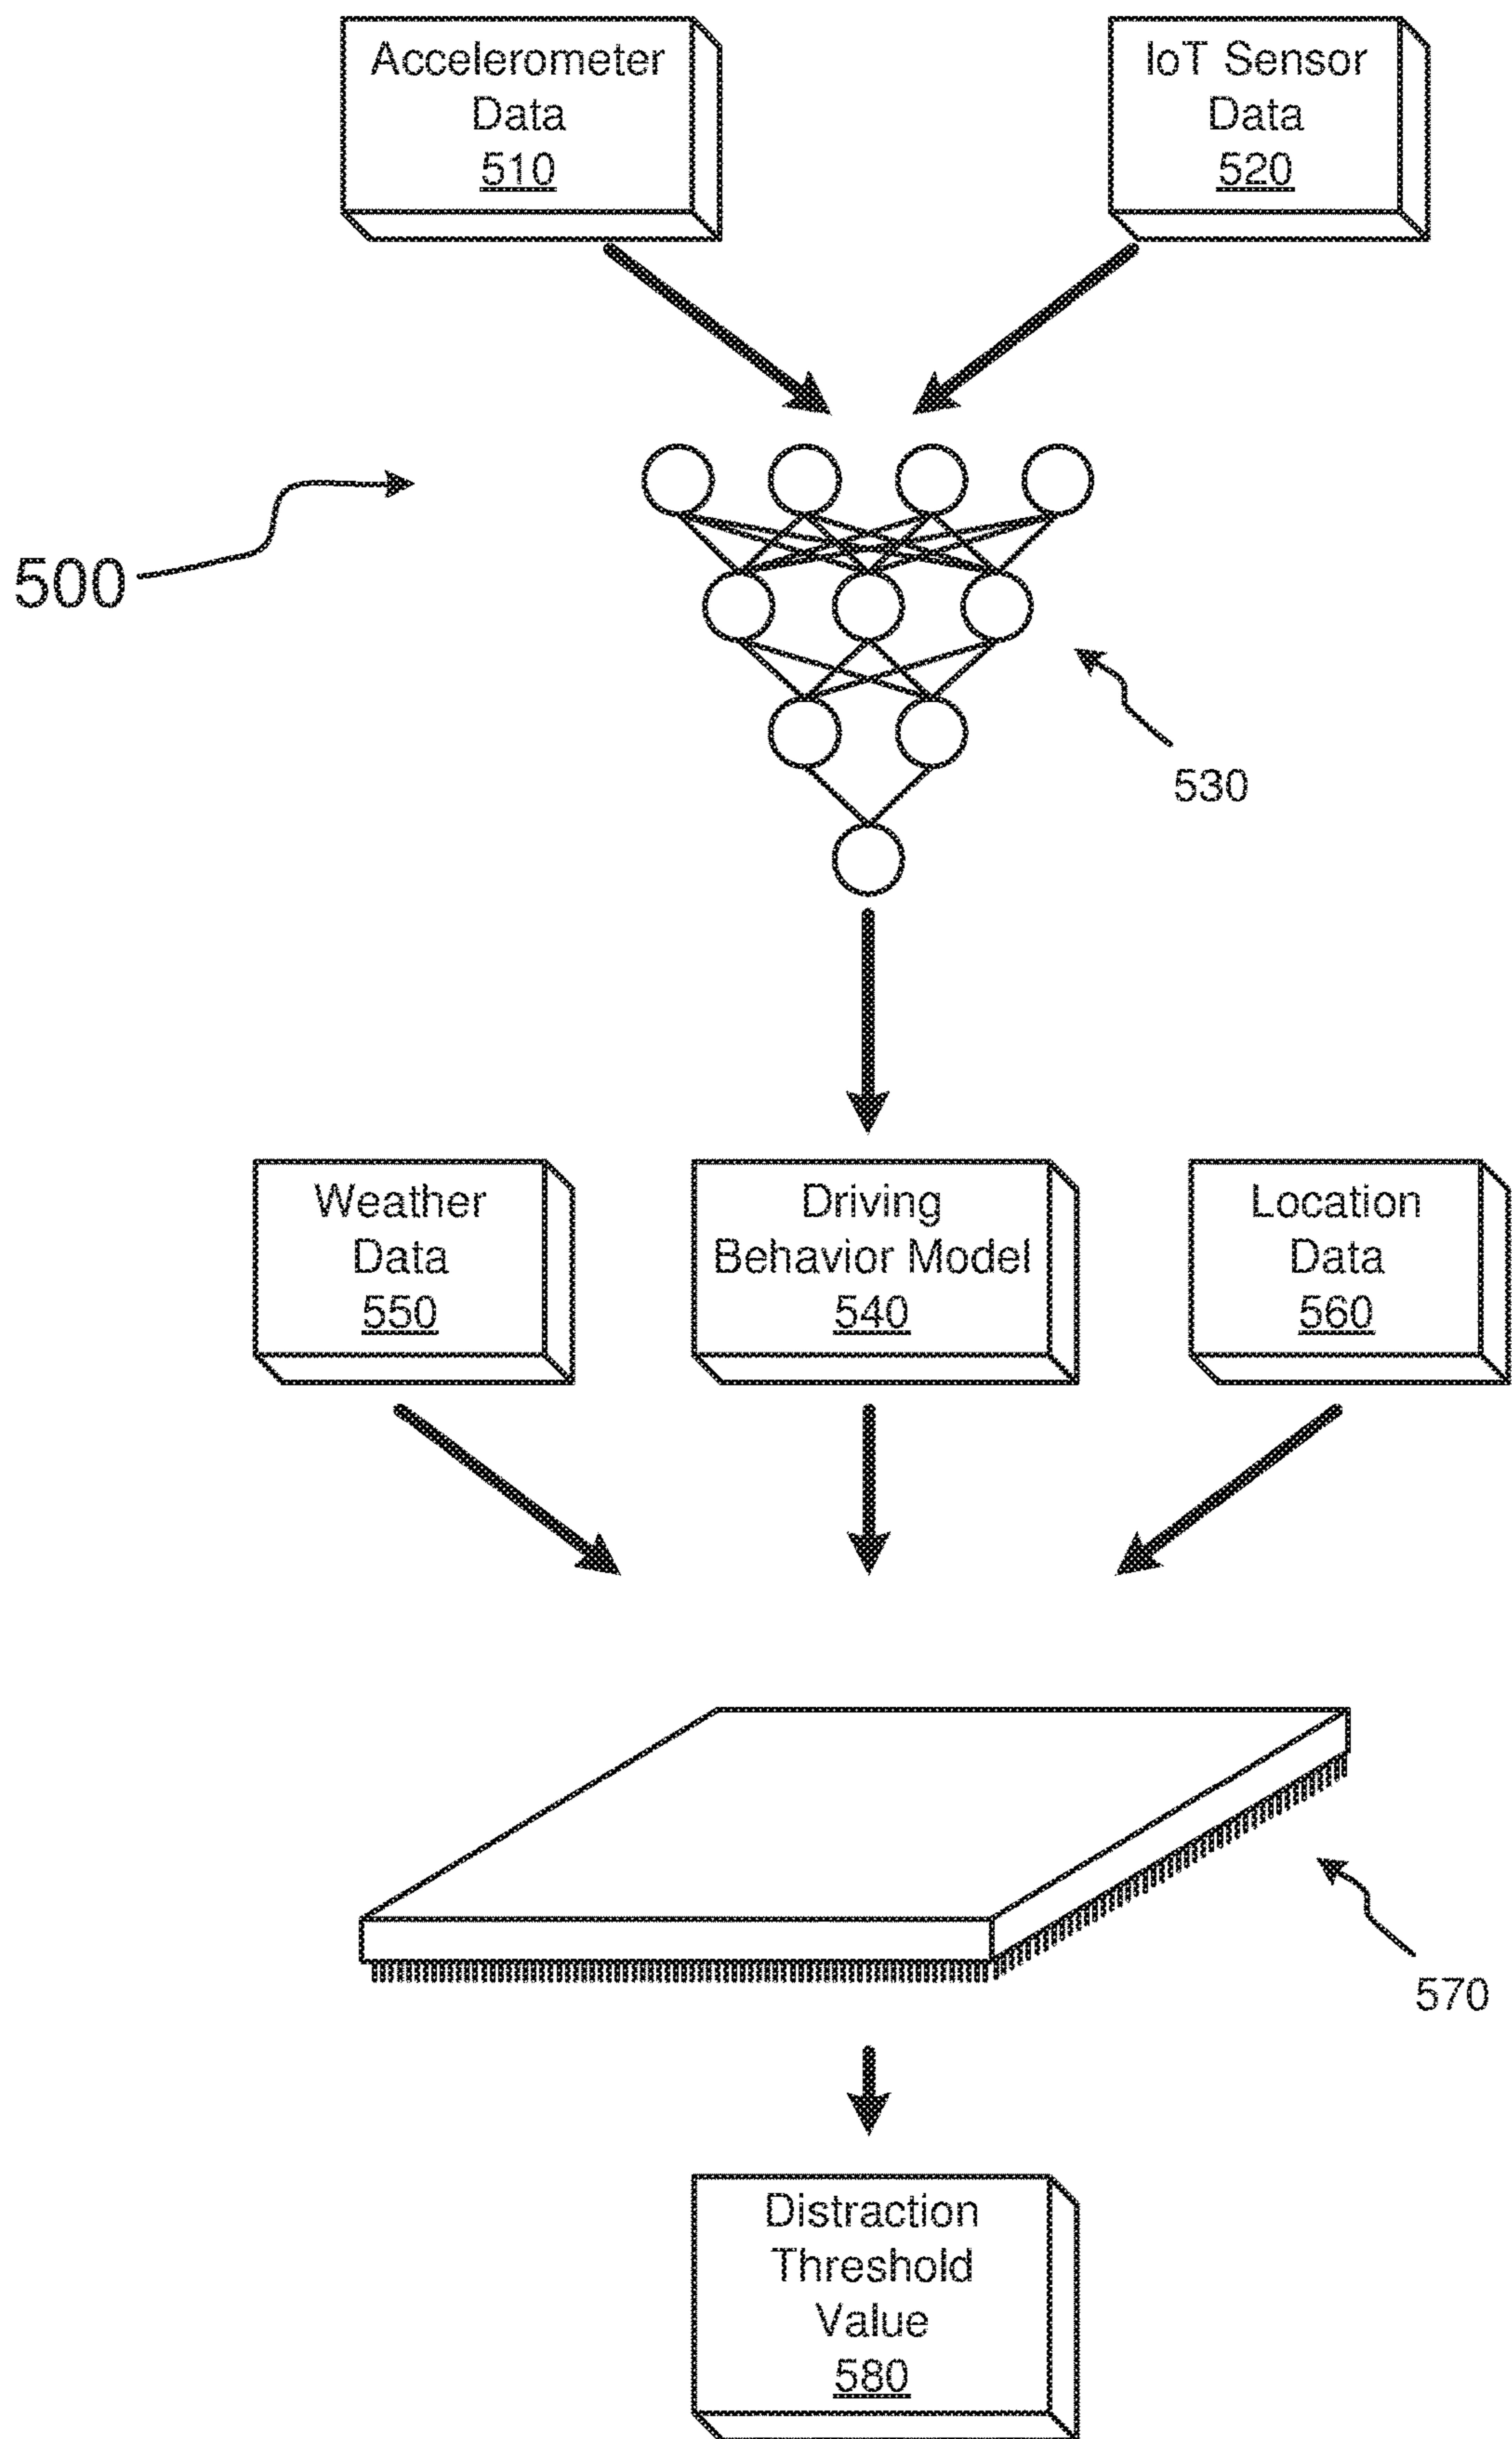 Accelerometer
Data
510
IoT Sensor
Data
520
500
530
Weather
Data
550
Driving
Behavior Model
540
Location
Data
560
570
Distraction
Threshold
Value
580